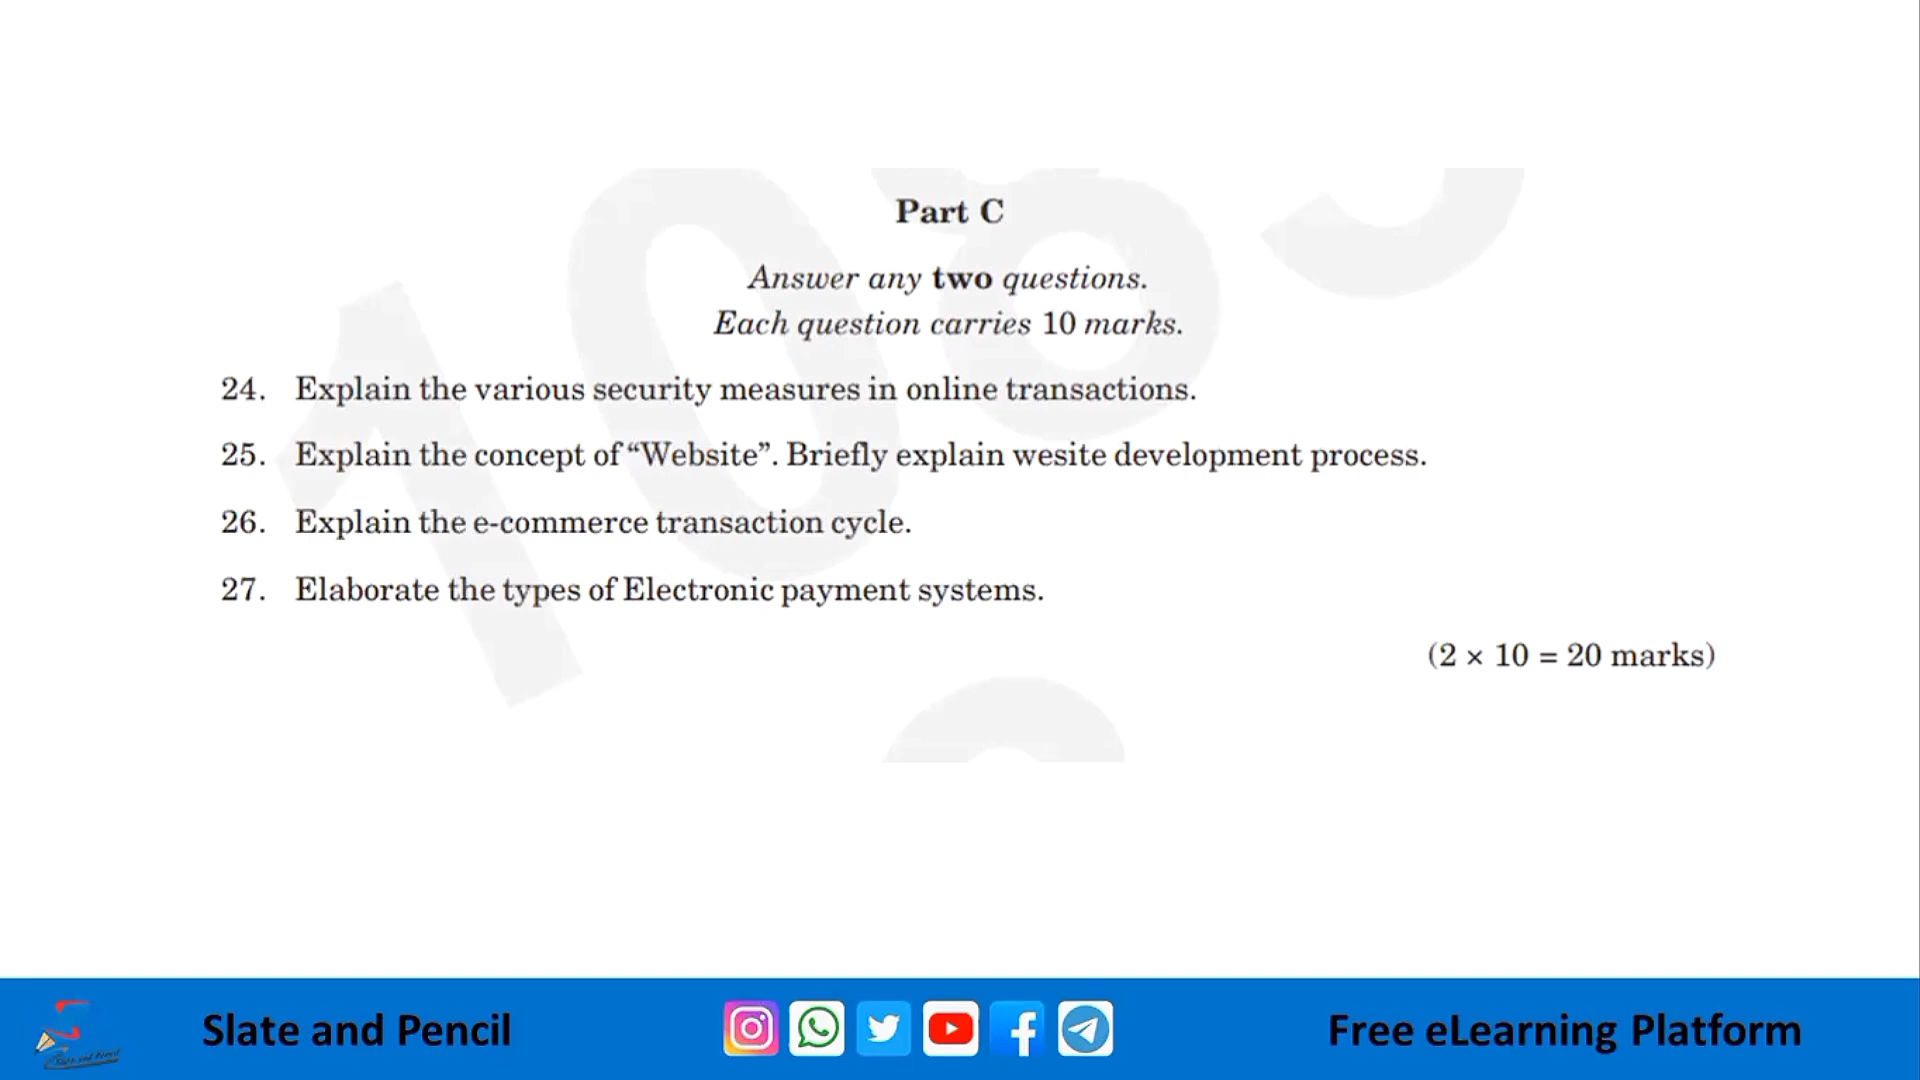 Part C
Answer any two questions.
Each question carries 10 marks.
24. Explain the various security measures in online transactions.
25. Explain the concept of “Website”. Briefly explain wesite development process.
26. Explain the e-commerce transaction cycle.
27. Elaborate the types of Electronic payment systems.
(2 × 10 = 20 marks)
Slate and Pencil
Free eLearning Platform